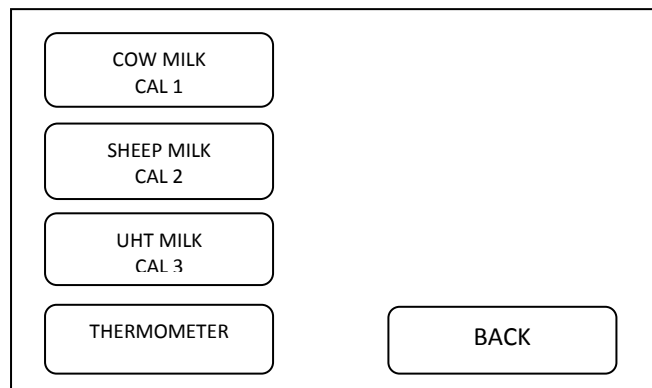 COW MILK
CAL 1
SHEEP MILK
CAL 2
UHT MILK
CAL 3
THERMOMETER
BACK